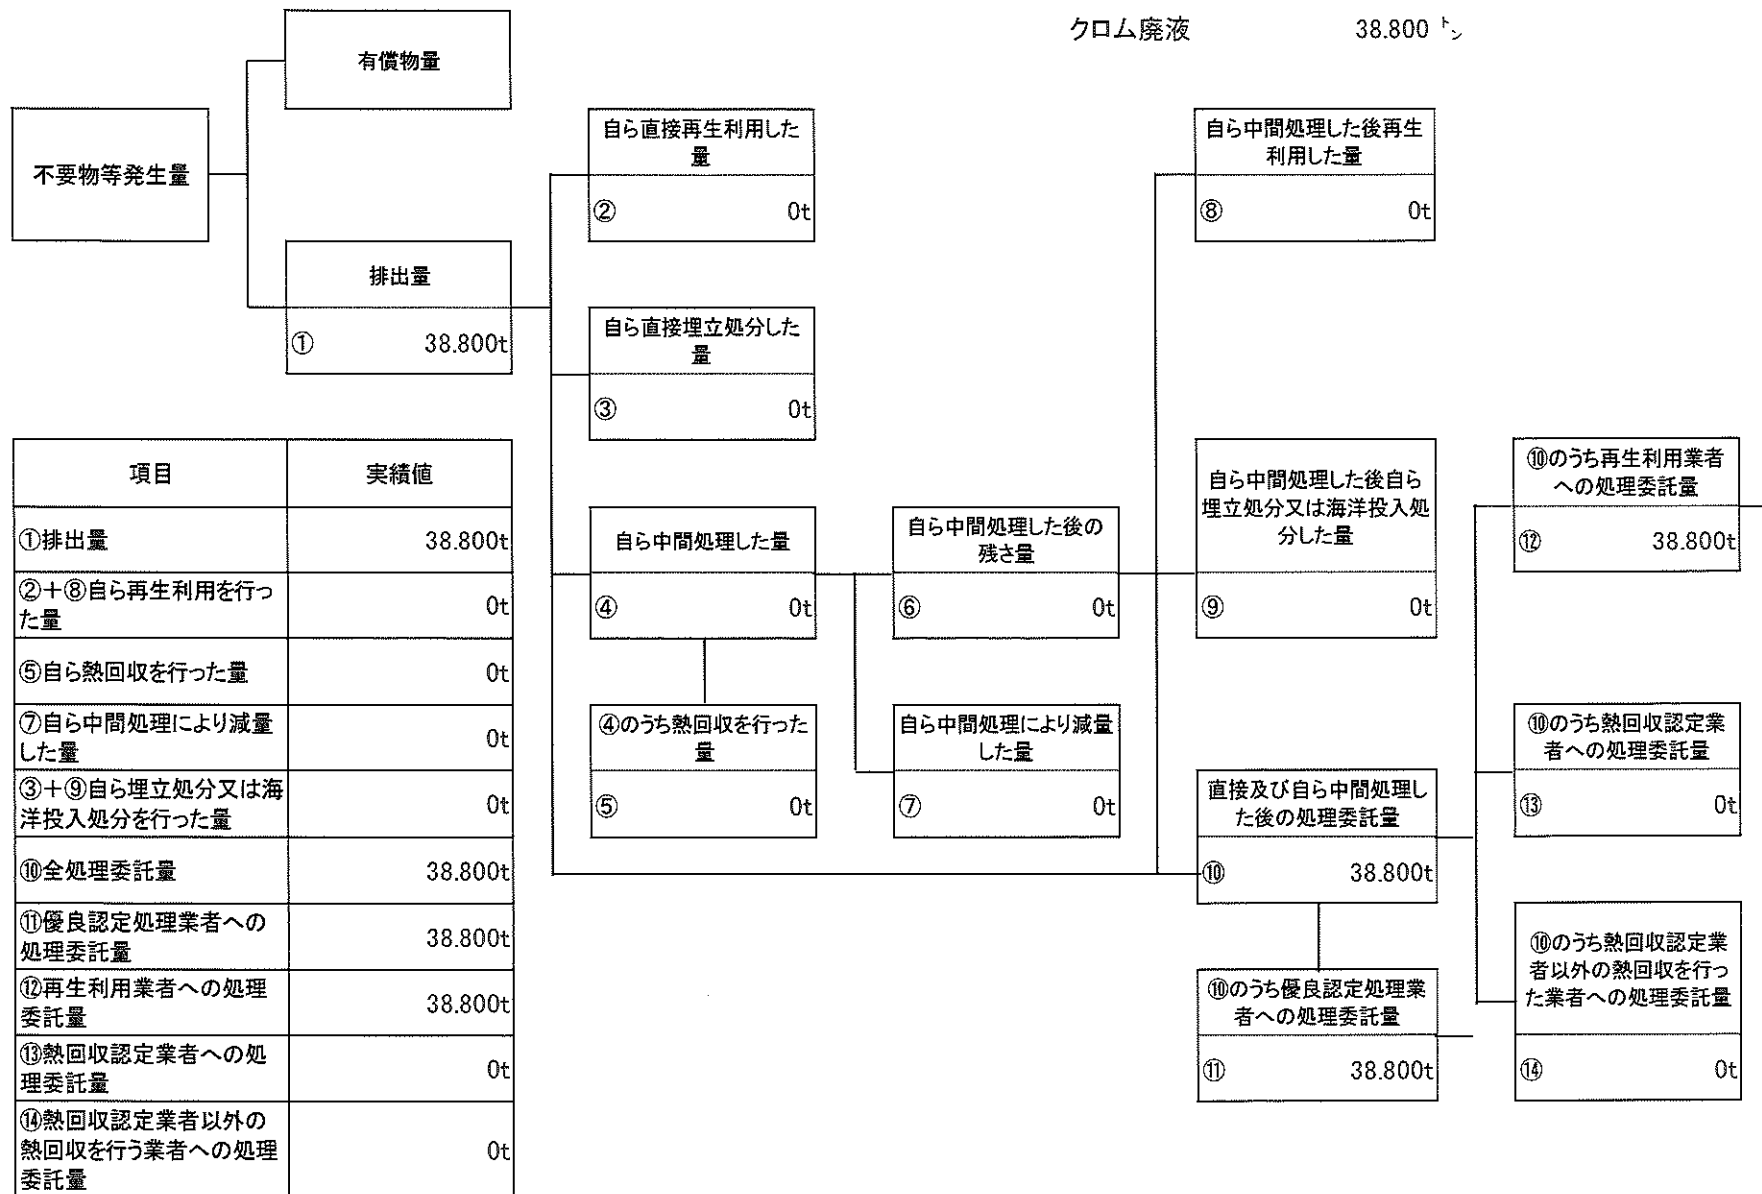 クロム廃液 38.800 トン
有償物量
不要物等発生量
自ら直接再生利用した
量
② 0t
自ら中間処理した後再生
利用した量
⑧ 0t
排出量
① 38.800t
自ら直接埋立処分した
量
③ 0t
項目 実績値
①排出量 38.800t
②+⑧自ら再生利用を行っ
た量
0t
⑤自ら熱回収を行った量 0t
⑦自ら中間処理により減量
した量
0t
③+⑨自ら埋立処分又は海
洋投入処分を行った量
0t
⑩全処理委託量 38.800t
⑪優良認定処理業者への
処理委託量
38.800t
⑫再生利用業者への処理
委託量
38.800t
⑬熱回収認定業者への処
理委託量
0t
⑭熱回収認定業者以外の
熱回収を行う業者への処理
委託量
0t
自ら中間処理した量
④ 0t
④のうち熱回収を行った
量
⑤ 0t
自ら中間処理した後の
残さ量
⑥ 0t
自ら中間処理により減量
した量
⑦ 0t
自ら中間処理した後自ら
埋立処分又は海洋投入処
分した量
⑨ 0t
直接及び自ら中間処理し
た後の処理委託量
⑩ 38.800t
⑩のうち優良認定処理業
者への処理委託量
⑪ 38.800t
⑩のうち再生利用業者
への処理委託量
⑫ 38.800t
⑩のうち熱回収認定業
者への処理委託量
⑬ 0t
⑩のうち熱回収認定業
者以外の熱回収を行っ
た業者への処理委託量
⑭ 0t